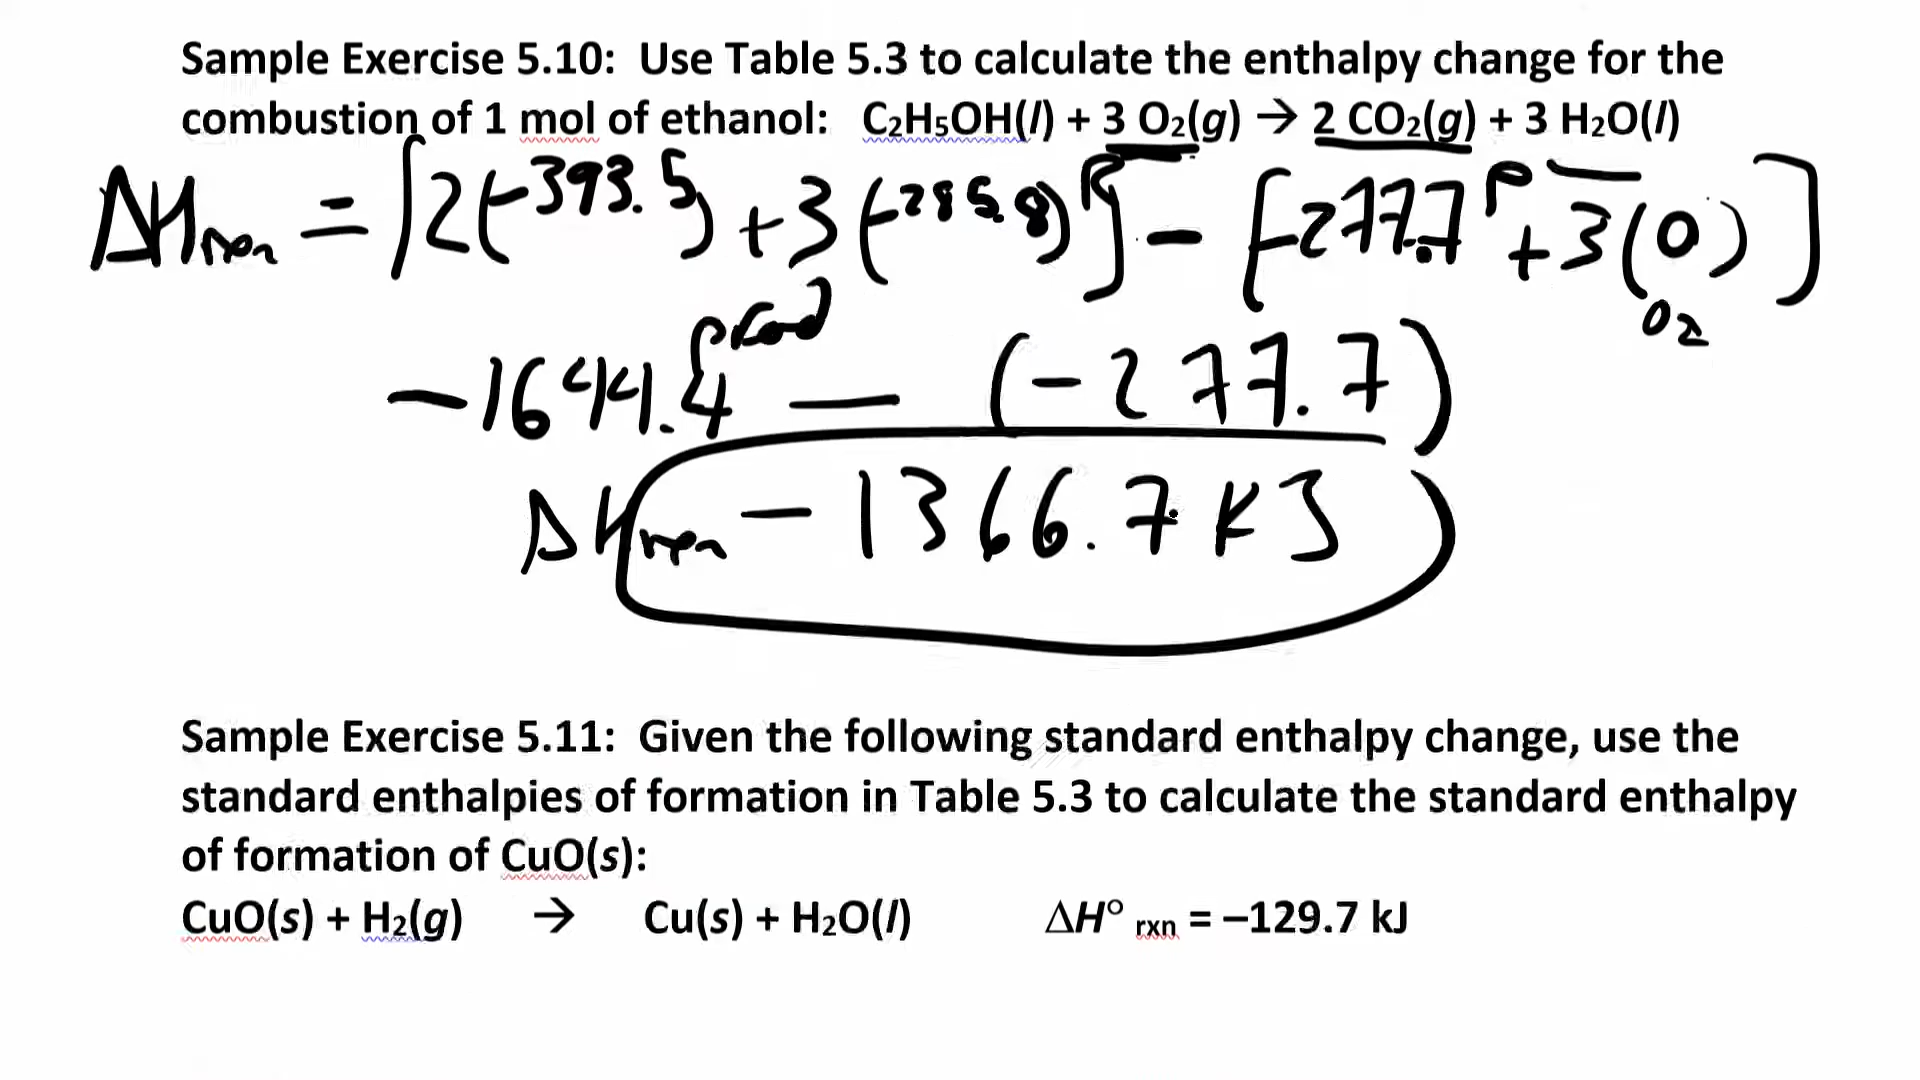 Sample Exercise 5.10: Use Table 5.3 to calculate the enthalpy change for the
combustion of 1 mol of ethanol: C₂H₅OH(l) + 3 O₂(g) → 2 CO₂(g) + 3 H₂O(l)
ΔHrxn = [2(-393.5) + 3(-285.8)] - [-277.7 + 3(0)]
O₂
prod
-1644.4 — (-277.7)
ΔHrxn -1366.7 KJ
Sample Exercise 5.11: Given the following standard enthalpy change, use the
standard enthalpies of formation in Table 5.3 to calculate the standard enthalpy
of formation of CuO(s):
CuO(s) + H₂(g) → Cu(s) + H₂O(l) ΔH° rxn = –129.7 kJ